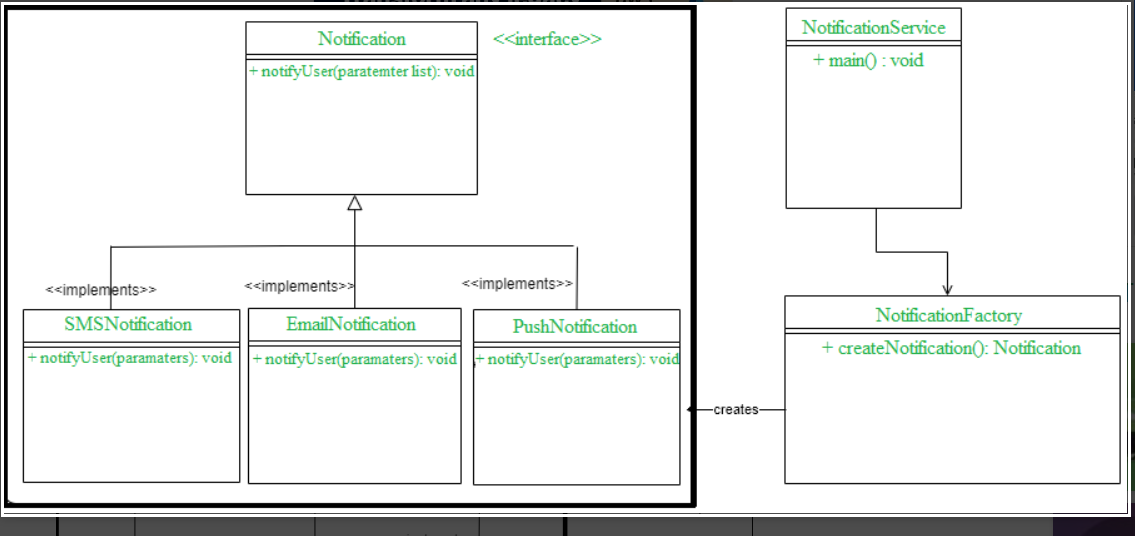 Notification
<<interface>>
+ notifyUser(paratemter list): void
NotificationService
+ main() : void
<<implements>>
<<implements>>
<<implements>>
SMSNotification
+ notifyUser(paramaters): void
EmailNotification
+ notifyUser(paramaters): void
PushNotification
+ notifyUser(paramaters): void
NotificationFactory
+ createNotification(): Notification
creates